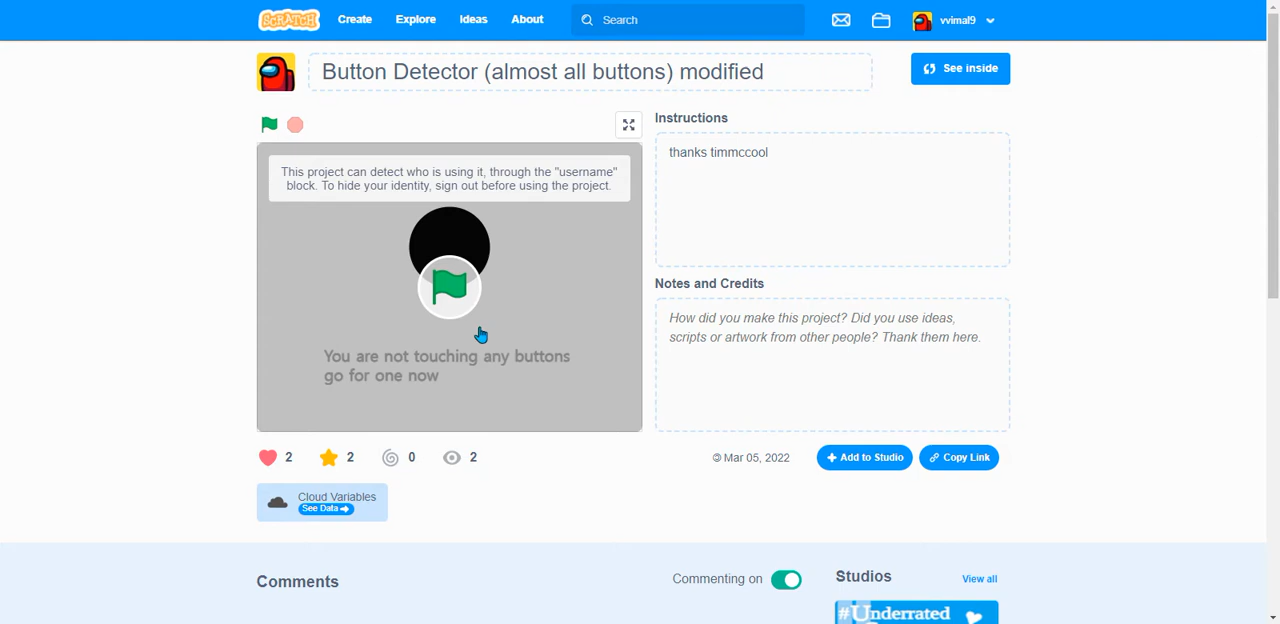 SCRATCH Create Explore Ideas About Search vvimal9
Button Detector (almost all buttons) modified
See inside
Instructions
thanks timmccool
This project can detect who is using it, through the "username"
block. To hide your identity, sign out before using the project.
You are not touching any buttons
go for one now
Notes and Credits
How did you make this project? Did you use ideas,
scripts or artwork from other people? Thank them here.
2 2 0 2
© Mar 05, 2022
Add to Studio
Copy Link
Cloud Variables
See Data
Comments
Commenting on
Studios
View all
#Underrated